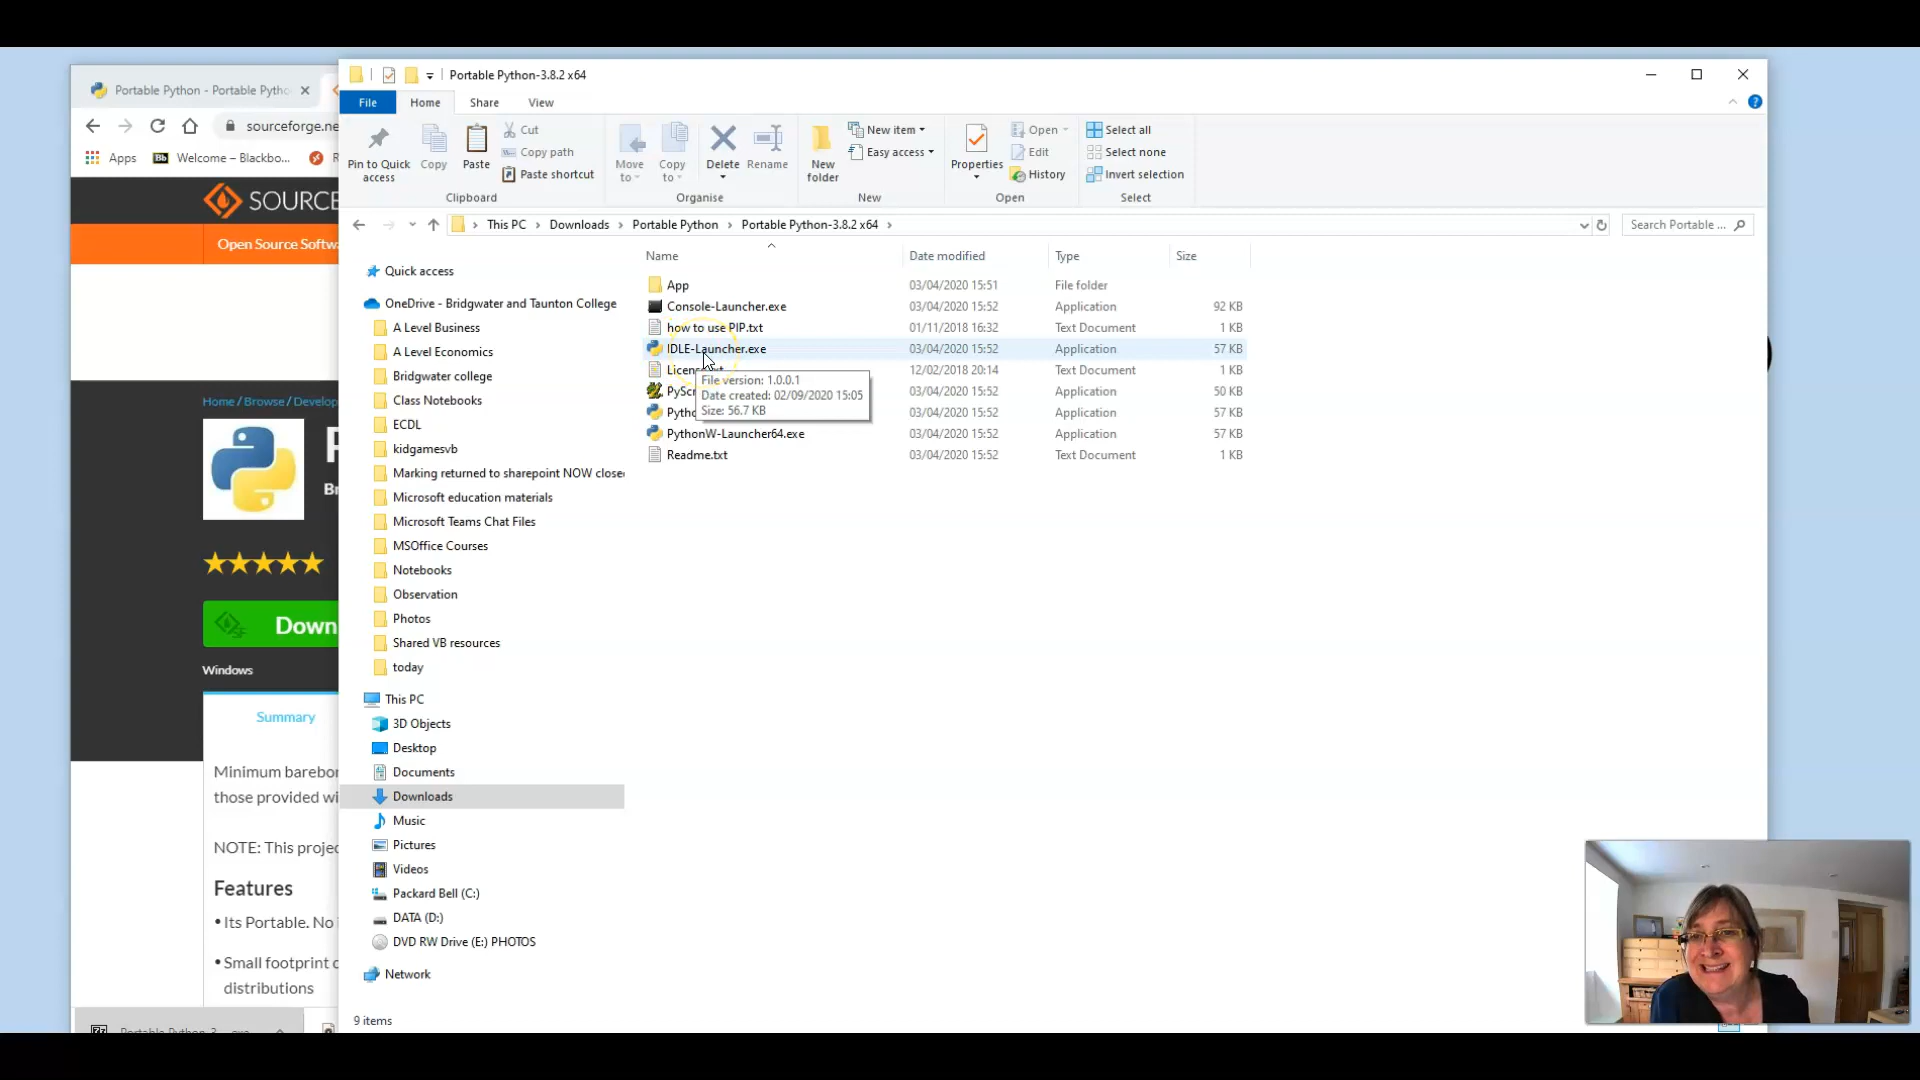 Portable Python-3.8.2 x64
Portable Python - Portable Pytho
File Home Share View
sourceforge.ne
Apps
Bb Welcome – Blackbo...
Pin to Quick access
Copy
Paste
Cut
Copy path
Paste shortcut
Move to
Copy to
Delete
Rename
New folder
New item
Easy access
Properties
Open
Edit
History
Select all
Select none
Invert selection
Clipboard Organise New Open Select
SOURCE
This PC > Downloads > Portable Python > Portable Python-3.8.2 x64 >
Search Portable ...
Open Source Softw
Name Date modified Type Size
App 03/04/2020 15:51 File folder
Console-Launcher.exe 03/04/2020 15:52 Application 92 KB
how to use PIP.txt 01/11/2018 16:32 Text Document 1 KB
IDLE-Launcher.exe 03/04/2020 15:52 Application 57 KB
12/02/2018 20:14 Text Document 1 KB
PyScr 03/04/2020 15:52 Application 50 KB
Pytho 03/04/2020 15:52 Application 57 KB
PythonW-Launcher64.exe 03/04/2020 15:52 Application 57 KB
Readme.txt 03/04/2020 15:52 Text Document 1 KB
File version: 1.0.0.1
Date created: 02/09/2020 15:05
Size: 56.7 KB
Quick access
OneDrive - Bridgwater and Taunton College
A Level Business
A Level Economics
Bridgwater college
Class Notebooks
ECDL
kidgamesvb
Marking returned to sharepoint NOW close
Microsoft education materials
Microsoft Teams Chat Files
MSOffice Courses
Notebooks
Observation
Photos
Shared VB resources
today
This PC
3D Objects
Desktop
Documents
Downloads
Music
Pictures
Videos
Packard Bell (C:)
DATA (D:)
DVD RW Drive (E:) PHOTOS
Network
9 items
Home / Browse / Develop
Down
Windows
Summary
Minimum barebor
those provided wi
NOTE: This projec
Features
• Its Portable. No
• Small footprint
distributions